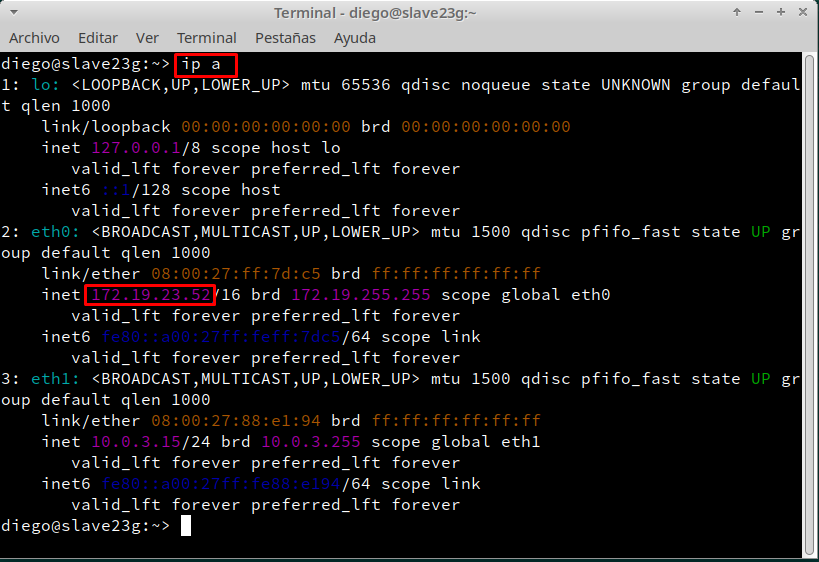 Terminal - diego@slave23g:~
Archivo Editar Ver Terminal Pestañas Ayuda
diego@slave23g:~> ip a
1: lo: <LOOPBACK,UP,LOWER_UP> mtu 65536 qdisc noqueue state UNKNOWN group defaul
t qlen 1000
    link/loopback 00:00:00:00:00:00 brd 00:00:00:00:00:00
    inet 127.0.0.1/8 scope host lo
       valid_lft forever preferred_lft forever
    inet6 ::1/128 scope host
       valid_lft forever preferred_lft forever
2: eth0: <BROADCAST,MULTICAST,UP,LOWER_UP> mtu 1500 qdisc pfifo_fast state UP gr
oup default qlen 1000
    link/ether 08:00:27:ff:7d:c5 brd ff:ff:ff:ff:ff:ff
    inet 172.19.23.52/16 brd 172.19.255.255 scope global eth0
       valid_lft forever preferred_lft forever
    inet6 fe80::a00:27ff:feff:7dc5/64 scope link
       valid_lft forever preferred_lft forever
3: eth1: <BROADCAST,MULTICAST,UP,LOWER_UP> mtu 1500 qdisc pfifo_fast state UP gr
oup default qlen 1000
    link/ether 08:00:27:88:e1:94 brd ff:ff:ff:ff:ff:ff
    inet 10.0.3.15/24 brd 10.0.3.255 scope global eth1
       valid_lft forever preferred_lft forever
    inet6 fe80::a00:27ff:fe88:e194/64 scope link
       valid_lft forever preferred_lft forever
diego@slave23g:~>